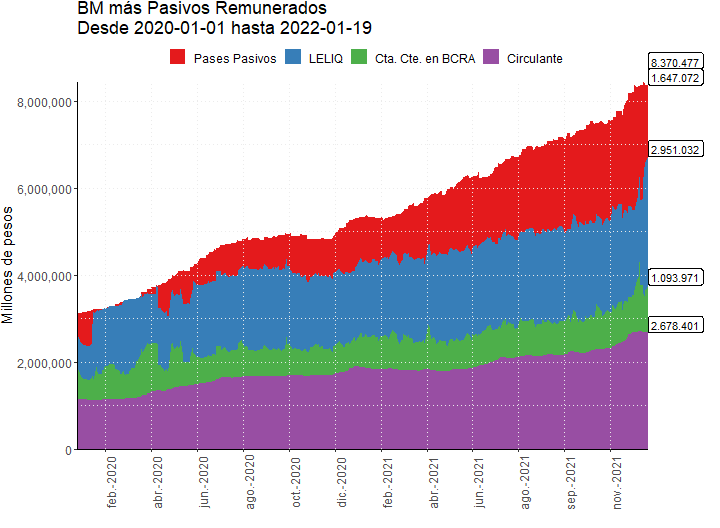 BM más Pasivos Remunerados
Desde 2020-01-01 hasta 2022-01-19
Pases Pasivos LELIQ Cta. Cte. en BCRA Circulante
8.370.477
1.647.072
8,000,000
2.951.032
6,000,000
Millones de pesos
4,000,000
1.093.971
2.678.401
2,000,000
0
feb.-2020 abr.-2020 jun.-2020 ago.-2020 oct.-2020 dic.-2020 feb.-2021 abr.-2021 jun.-2021 ago.-2021 sep.-2021 nov.-2021